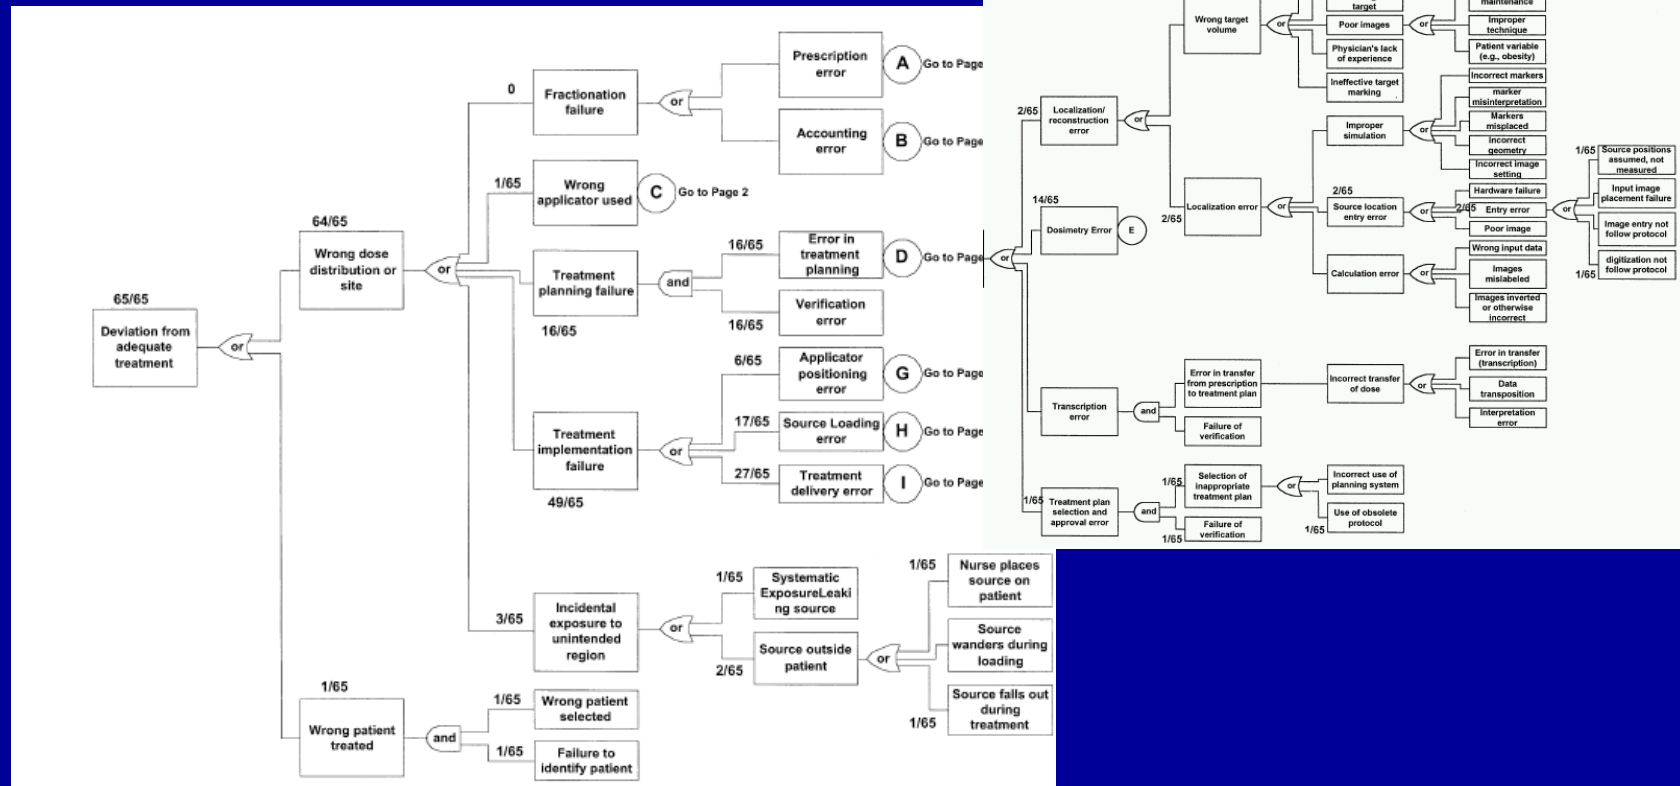 0
Fractionation
failure
or
Prescription
error
A
Go to Page
Accounting
error
B
Go to Page
1/65
Wrong
applicator used
C
Go to Page 2
64/65
Wrong dose
distribution or
site
or
Treatment
planning failure
16/65
and
16/65
Error in
treatment
planning
D
Go to Page
16/65
Verification
error
65/65
Deviation from
adequate
treatment
or
Treatment
implementation
failure
49/65
or
6/65
Applicator
positioning
error
G
Go to Page
17/65
Source Loading
error
H
Go to Page
27/65
Treatment
delivery error
I
Go to Page
3/65
Incidental
exposure to
unintended
region
or
1/65
Systematic
ExposureLeaki
ng source
2/65
Source outside
patient
or
1/65
Nurse places
source on
patient
Source
wanders during
loading
1/65
Source falls out
during
treatment
1/65
Wrong patient
treated
and
1/65
Wrong patient
selected
1/65
Failure to
identify patient
or
2/65
Localization/
reconstruction
error
or
Wrong target
volume
or
target
Poor images
or
maintenance
Improper
technique
Patient variable
(e.g., obesity)
Physician's lack
of experience
Ineffective target
marking
2/65
Localization error
or
Improper
simulation
or
Incorrect markers
marker
misinterpretation
Markers
misplaced
Incorrect
geometry
Incorrect image
setting
2/65
Source location
entry error
or
Hardware failure
2/65
Entry error
Poor image
or
1/65
Source positions
assumed, not
measured
Input image
placement failure
Image entry not
follow protocol
1/65
digitization not
follow protocol
Calculation error
or
Wrong input data
Images
mislabeled
Images inverted
or otherwise
incorrect
14/65
Dosimetry Error
E
Transcription
error
and
Error in transfer
from prescription
to treatment plan
Failure of
verification
Incorrect transfer
of dose
or
Error in transfer
(transcription)
Data
transposition
Interpretation
error
1/65
Treatment plan
selection and
approval error
and
1/65
Selection of
inappropriate
treatment plan
1/65
Failure of
verification
or
Incorrect use of
planning system
1/65
Use of obsolete
protocol